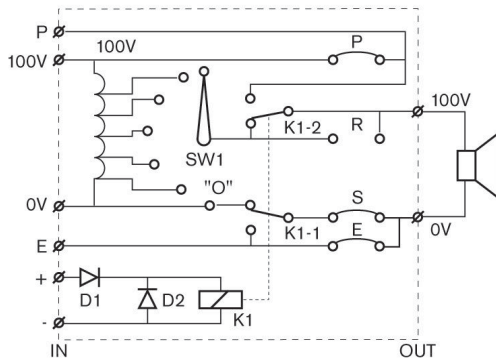 P
P
100V
100V
100V
K1-2
R
SW1
"O"
S
0V
K1-1
0V
E
E
+
D1
D2
K1
-
IN
OUT